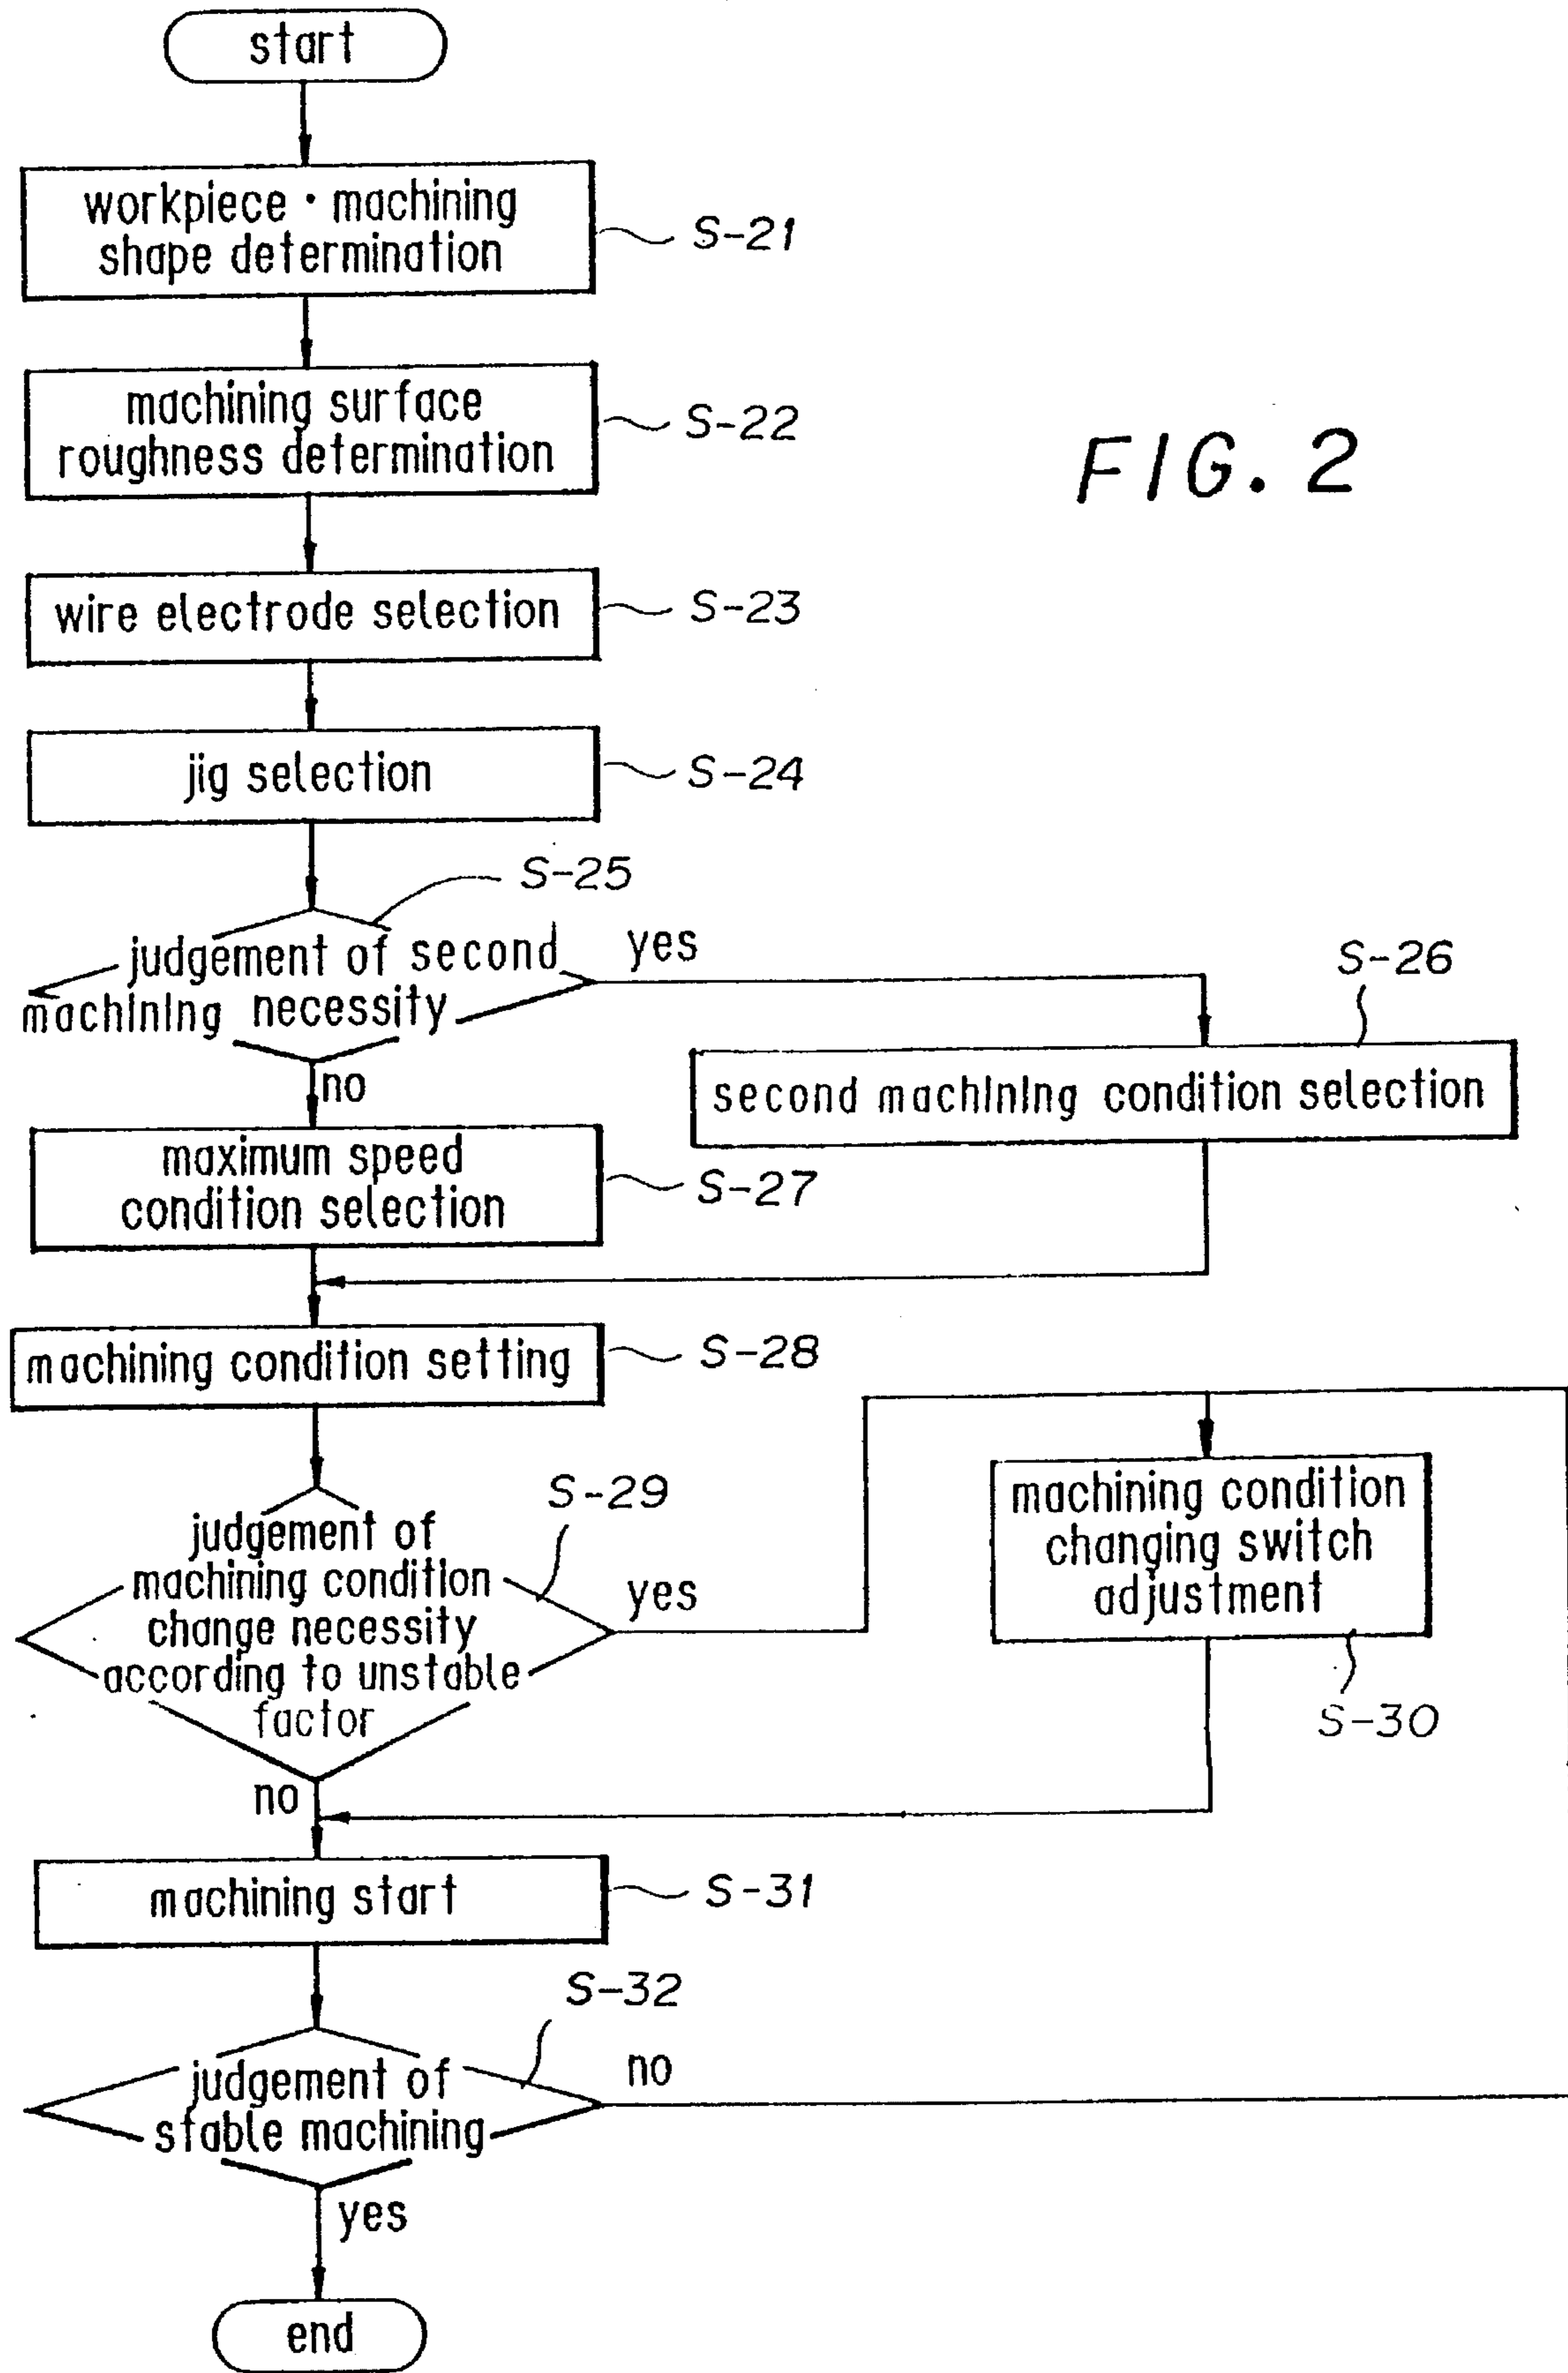 start
workpiece · machining
shape determination
S-21
machining surface
roughness determination
S-22
FIG. 2
wire electrode selection
S-23
jig selection
S-24
S-25
judgement of second
machining necessity
yes
no
S-26
second machining condition selection
maximum speed
condition selection
S-27
machining condition setting
S-28
S-29
judgement of
machining condition
change necessity
according to unstable
factor
yes
no
machining condition
changing switch
adjustment
S-30
machining start
S-31
S-32
judgement of
stable machining
no
yes
end